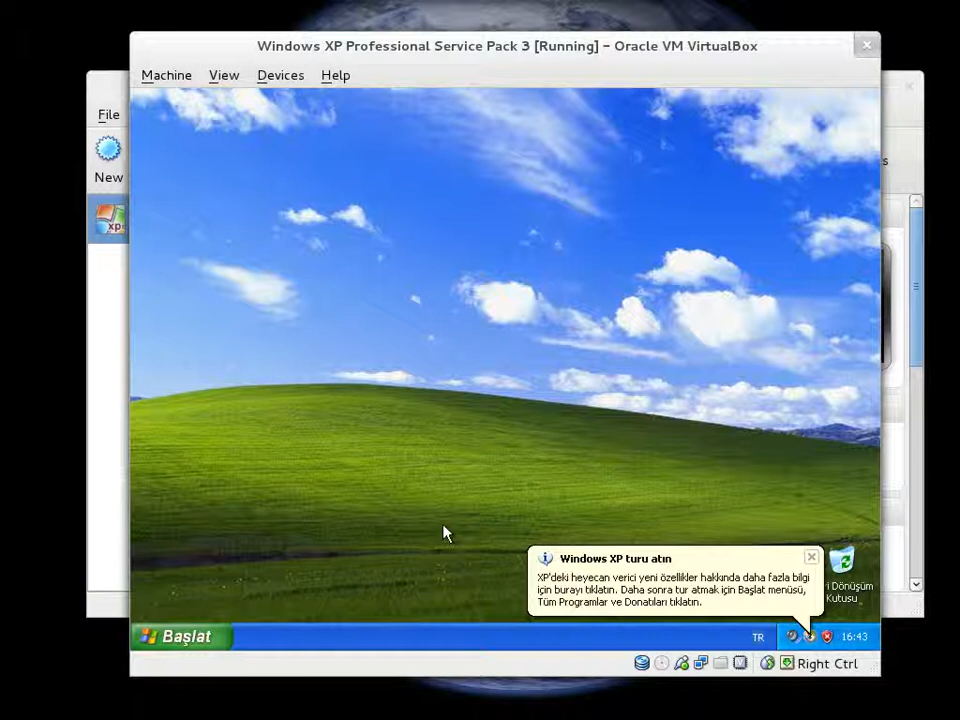 Windows XP Professional Service Pack 3 [Running] – Oracle VM VirtualBox
Machine View Devices Help
File
New
xp
Windows XP turu atın
XP'deki heyecan verici yeni özellikler hakkında daha fazla bilgi
için burayı tıklatın. Daha sonra tur atmak için Başlat menüsü,
Tüm Programlar ve Donatıları tıklatın.
i Dönüşüm
Kutusu
Başlat
TR
16:43
Right Ctrl